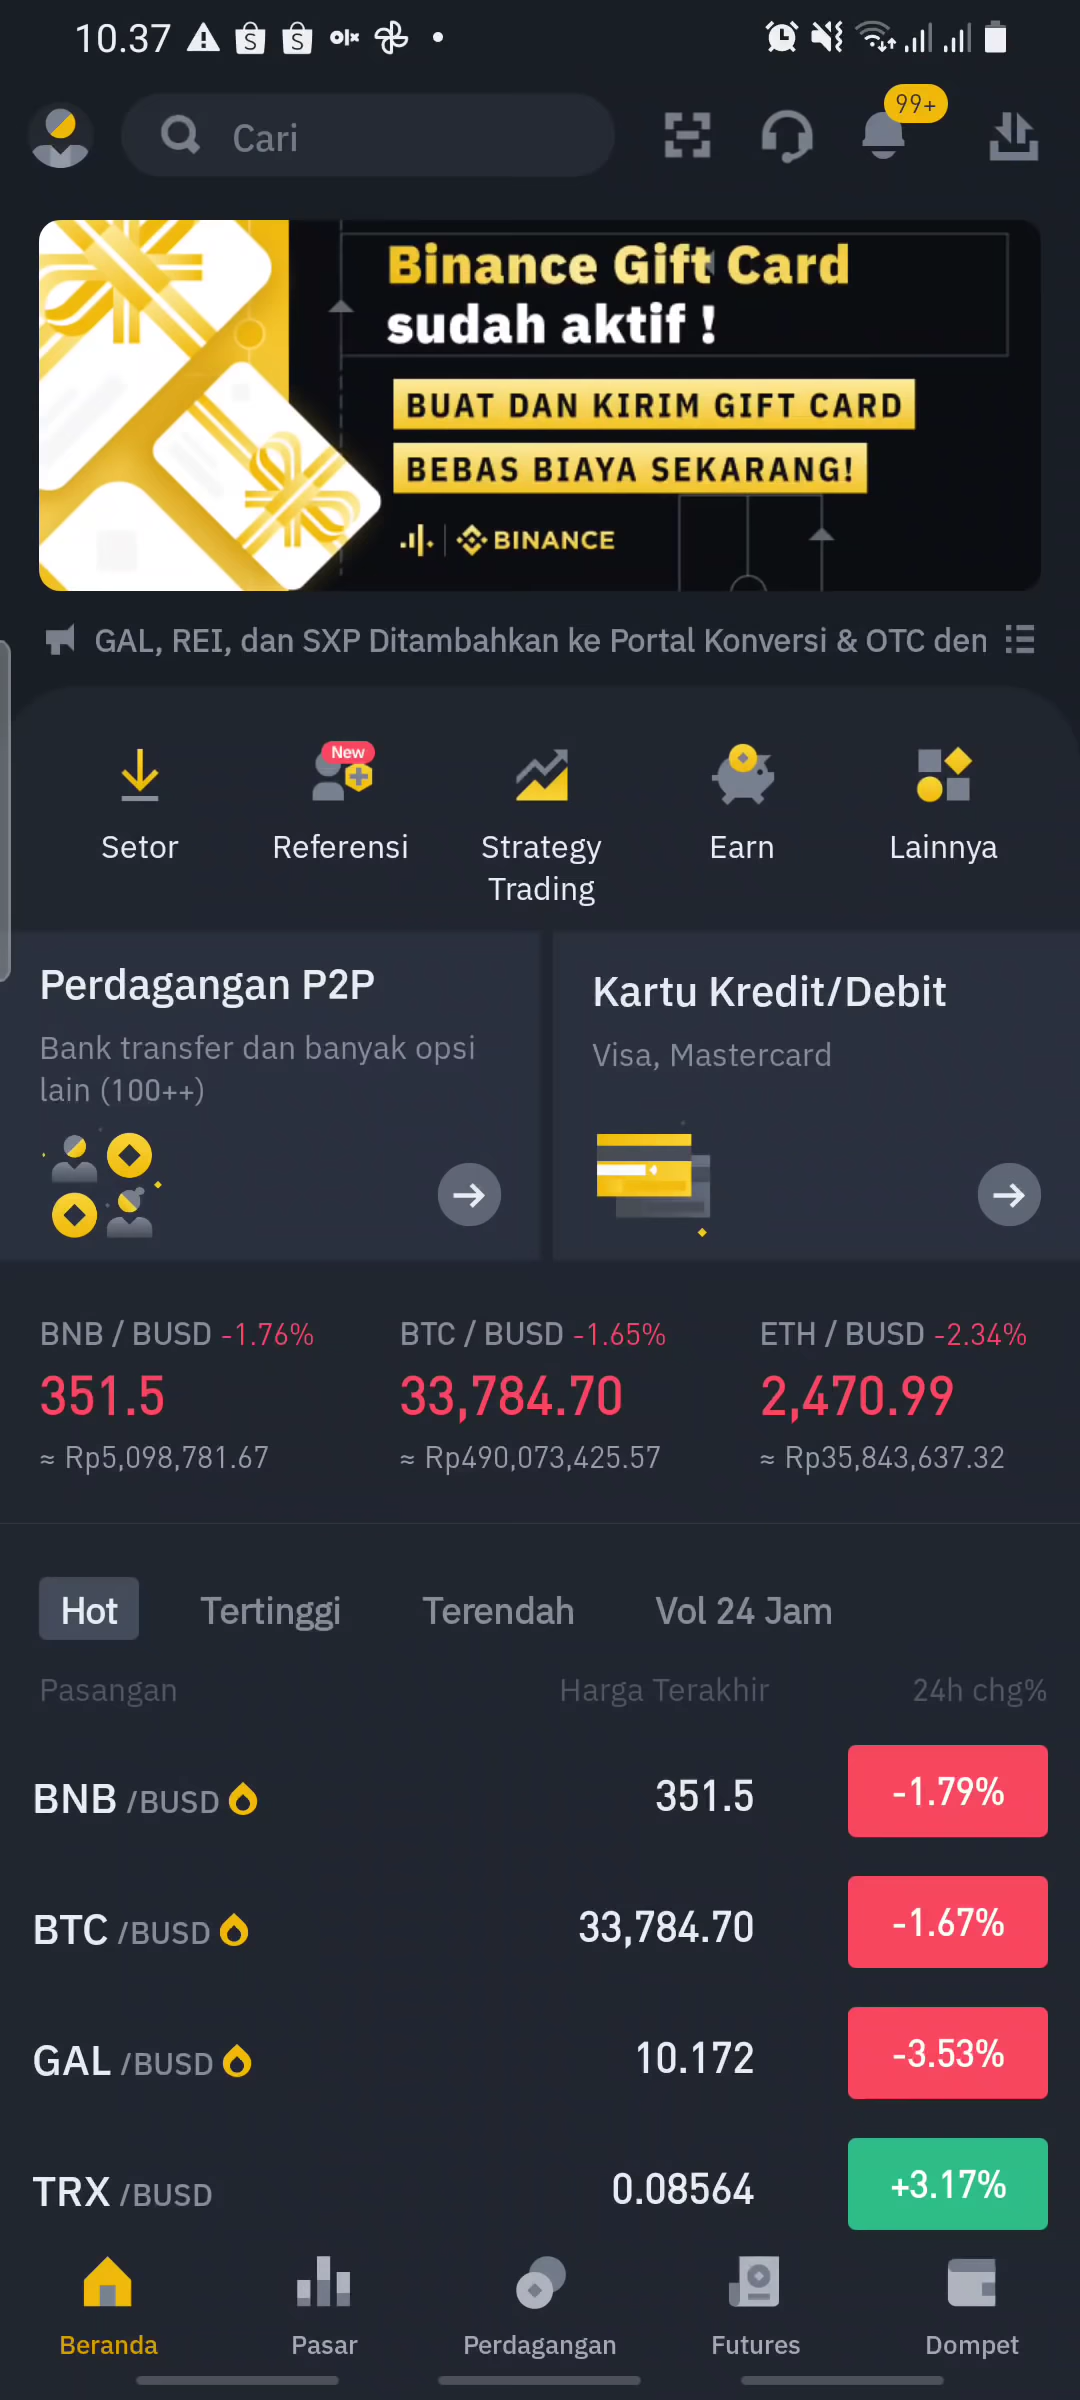 10.37
Cari
99+
Binance Gift Card
sudah aktif !
BUAT DAN KIRIM GIFT CARD
BEBAS BIAYA SEKARANG!
BINANCE
GAL, REI, dan SXP Ditambahkan ke Portal Konversi & OTC den
New
Setor Referensi Strategy Trading Earn Lainnya
Perdagangan P2P
Bank transfer dan banyak opsi
lain (100++)
Kartu Kredit/Debit
Visa, Mastercard
BNB / BUSD -1.76% BTC / BUSD -1.65% ETH / BUSD -2.34%
351.5 33,784.70 2,470.99
≈ Rp5,098,781.67 ≈ Rp490,073,425.57 ≈ Rp35,843,637.32
Hot Tertinggi Terendah Vol 24 Jam
Pasangan Harga Terakhir 24h chg%
BNB /BUSD 351.5 -1.79%
BTC /BUSD 33,784.70 -1.67%
GAL /BUSD 10.172 -3.53%
TRX /BUSD 0.08564 +3.17%
Beranda Pasar Perdagangan Futures Dompet